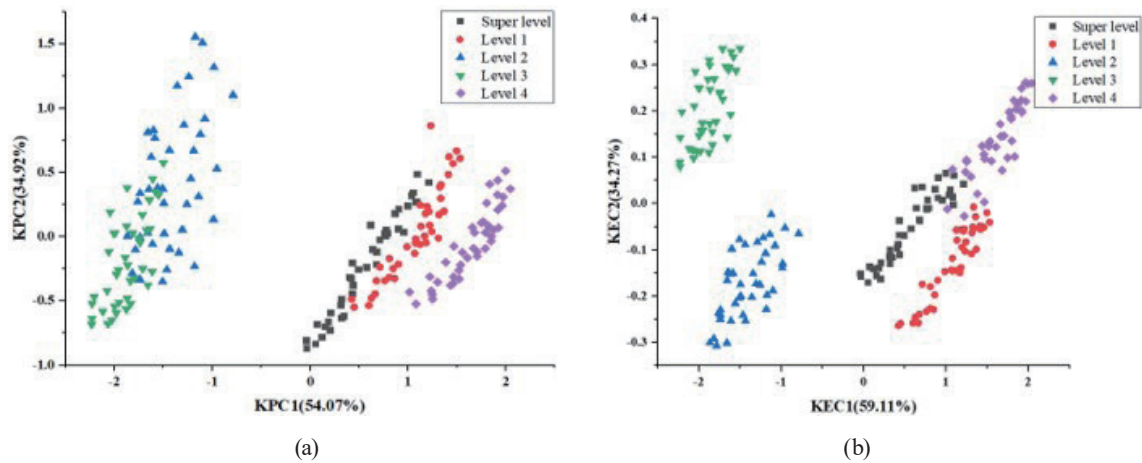 Super level
Level 1
Level 2
Level 3
Level 4
1.5
1.0
0.5
0.0
-0.5
-1.0
KPC2(34.92%)
-2
-1
0
1
2
KPC1(54.07%)
(a)
Super level
Level 1
Level 2
Level 3
Level 4
0.4
0.3
0.2
0.1
0.0
-0.1
-0.2
-0.3
KEC2(34.27%)
-2
-1
0
1
2
KEC1(59.11%)
(b)